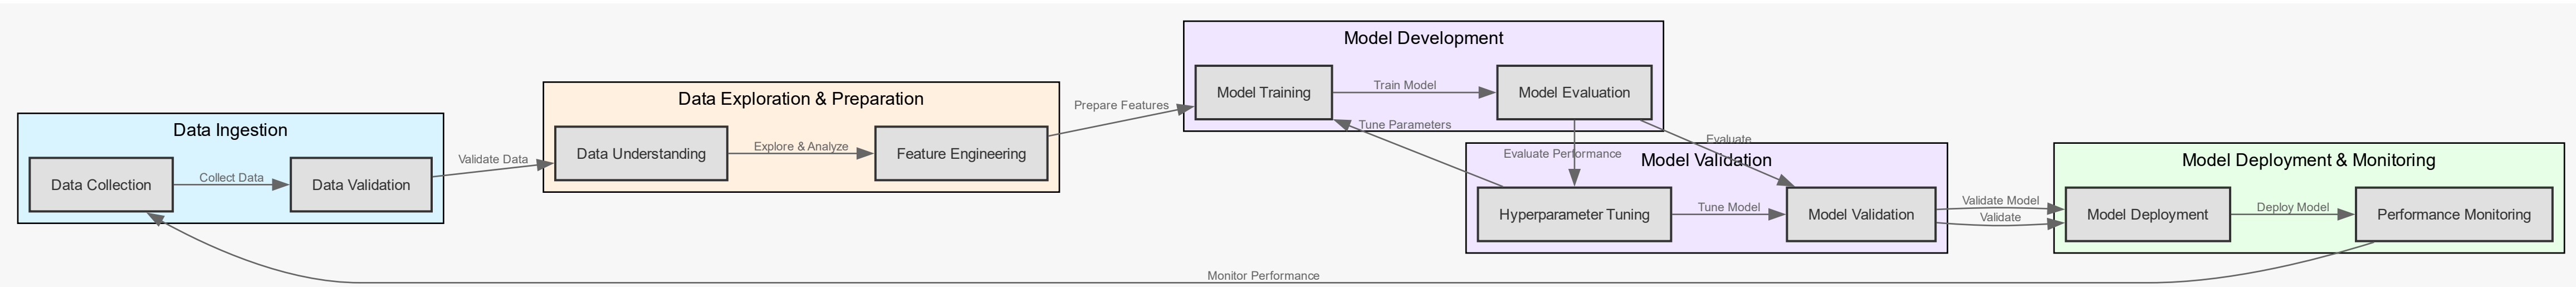 Data Ingestion
Data Collection
Collect Data
Data Validation
Validate Data
Data Exploration & Preparation
Data Understanding
Explore & Analyze
Feature Engineering
Prepare Features
Model Development
Model Training
Train Model
Model Evaluation
Tune Parameters
Evaluate Performance
Evaluate
Model Validation
Hyperparameter Tuning
Tune Model
Model Validation
Validate Model
Validate
Model Deployment & Monitoring
Model Deployment
Deploy Model
Performance Monitoring
Monitor Performance